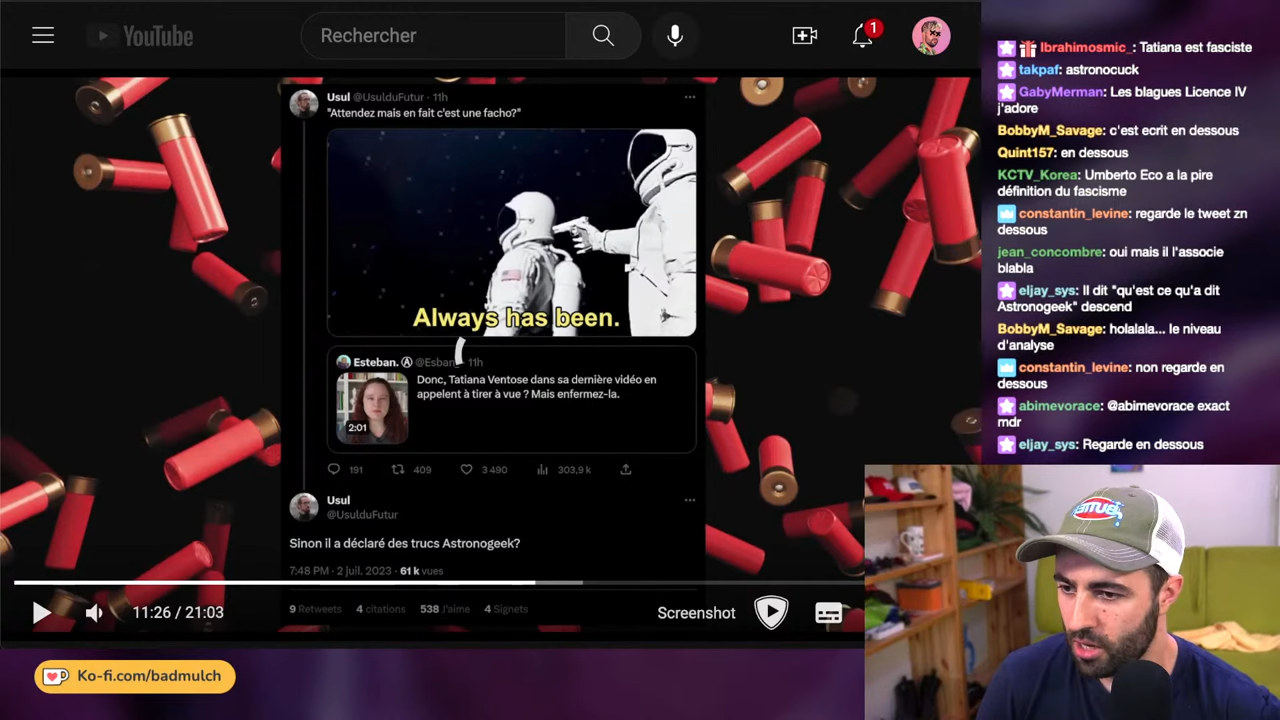 YouTube
Rechercher
1
Usul @UsulduFutur · 11h
"Attendez mais en fait c'est une facho?"
Always has been.
Esteban. Ⓐ @Esban 11h
Donc, Tatiana Ventose dans sa dernière vidéo en
appelent à tirer à vue ? Mais enfermez-la.
2:01
191 409 3 490 303,9 k
Usul
@UsulduFutur
Sinon il a déclaré des trucs Astronogeek?
7:48 PM · 2 juil. 2023 · 61 k vues
9 Retweets 4 citations 538 J'aime 4 Signets
11:26 / 21:03
Screenshot
Ko-fi.com/badmulch
Ibrahimosmic_: Tatiana est fasciste
takpaf: astronocuck
GabyMerman: Les blagues Licence IV
j'adore
BobbyM_Savage: c'est ecrit en dessous
Quint157: en dessous
KCTV_Korea: Umberto Eco a la pire
définition du fascisme
constantin_levine: regarde le tweet zn
dessous
jean_concombre: oui mais il l'associe
blabla
eljay_sys: Il dit "qu'est ce qu'a dit
Astronogeek" descend
BobbyM_Savage: holalala... le niveau
d'analyse
constantin_levine: non regarde en
dessous
abimevorace: @abimevorace exact
mdr
eljay_sys: Regarde en dessous